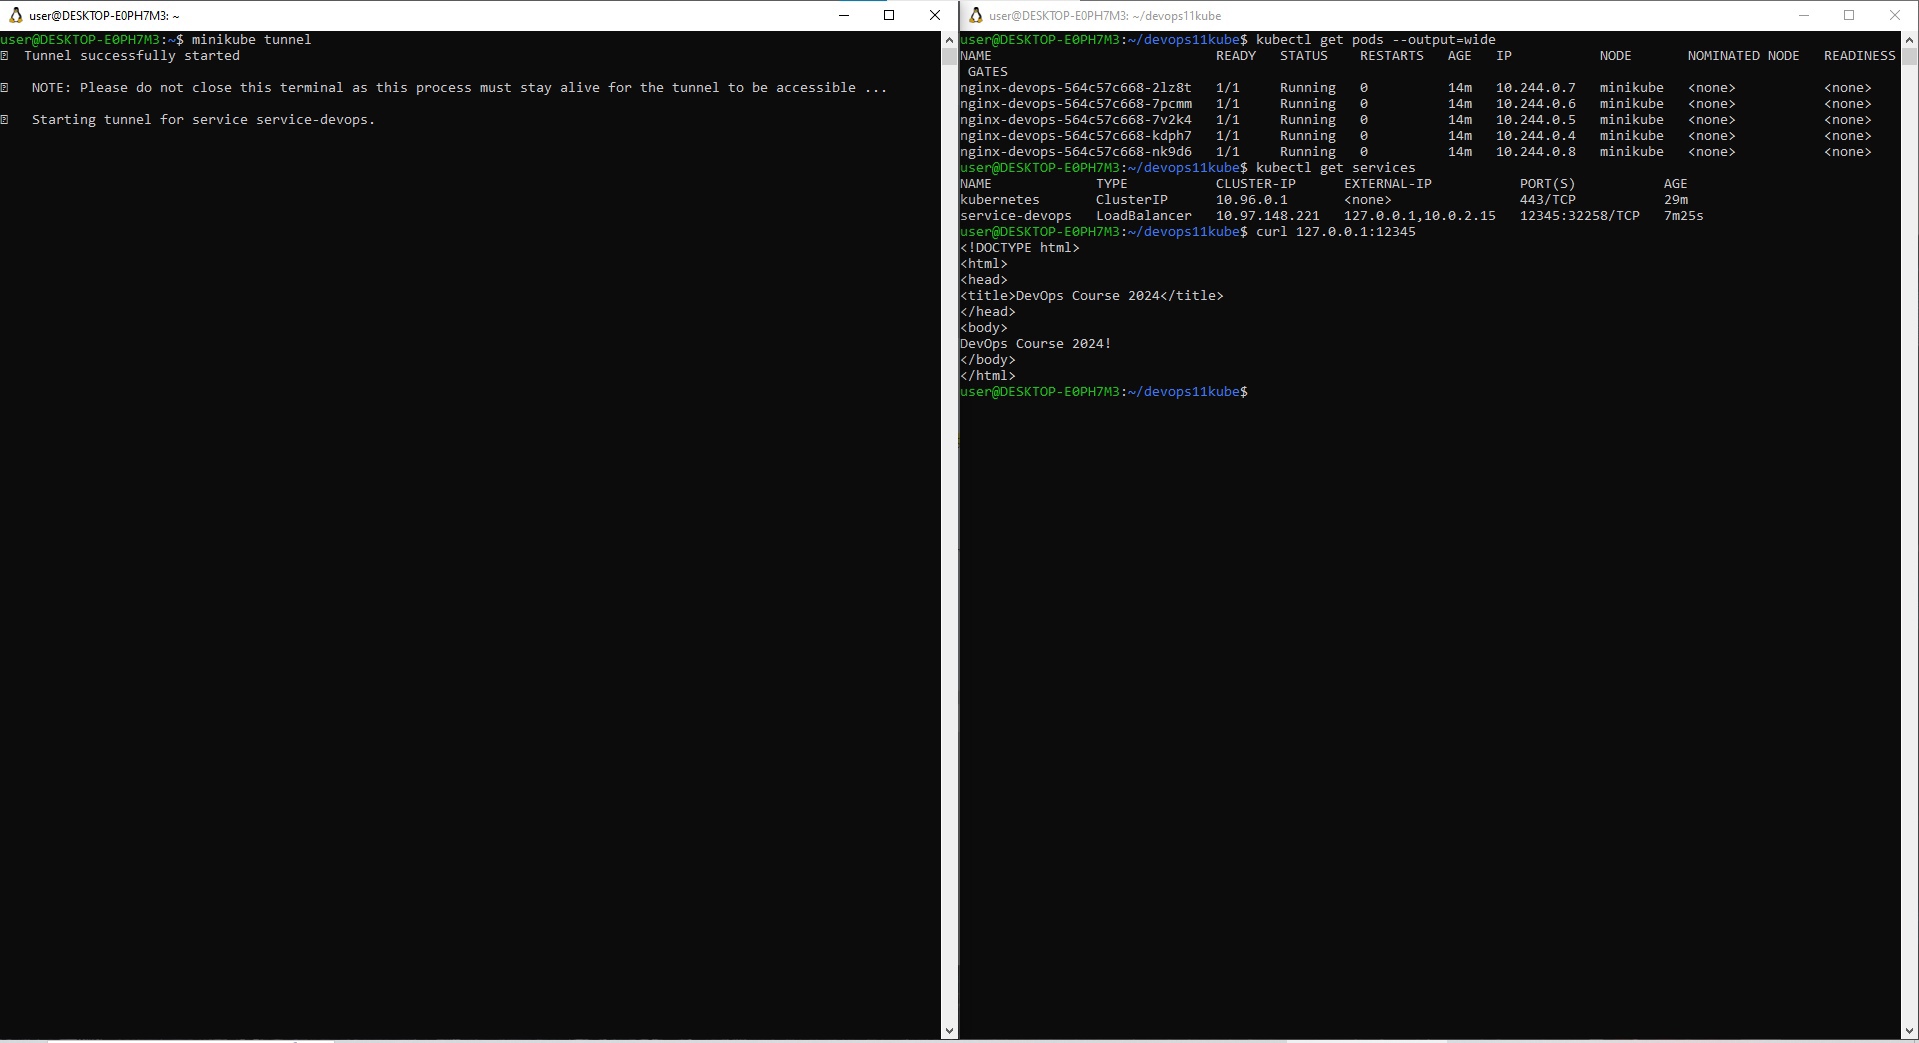 user@DESKTOP-E0PH7M3: ~
user@DESKTOP-E0PH7M3:~$ minikube tunnel
Tunnel successfully started
NOTE: Please do not close this terminal as this process must stay alive for the tunnel to be accessible ...
Starting tunnel for service service-devops.
user@DESKTOP-E0PH7M3: ~/devops11kube
user@DESKTOP-E0PH7M3:~/devops11kube$ kubectl get pods --output=wide
NAME                            READY   STATUS    RESTARTS   AGE   IP           NODE       NOMINATED NODE   READINESS
 GATES
nginx-devops-564c57c668-2lz8t   1/1     Running   0          14m   10.244.0.7   minikube   <none>           <none>
nginx-devops-564c57c668-7pcmm   1/1     Running   0          14m   10.244.0.6   minikube   <none>           <none>
nginx-devops-564c57c668-7v2k4   1/1     Running   0          14m   10.244.0.5   minikube   <none>           <none>
nginx-devops-564c57c668-kdph7   1/1     Running   0          14m   10.244.0.4   minikube   <none>           <none>
nginx-devops-564c57c668-nk9d6   1/1     Running   0          14m   10.244.0.8   minikube   <none>           <none>
user@DESKTOP-E0PH7M3:~/devops11kube$ kubectl get services
NAME             TYPE           CLUSTER-IP      EXTERNAL-IP           PORT(S)           AGE
kubernetes       ClusterIP      10.96.0.1       <none>                443/TCP           29m
service-devops   LoadBalancer   10.97.148.221   127.0.0.1,10.0.2.15   12345:32258/TCP   7m25s
user@DESKTOP-E0PH7M3:~/devops11kube$ curl 127.0.0.1:12345
<!DOCTYPE html>
<html>
<head>
<title>DevOps Course 2024</title>
</head>
<body>
DevOps Course 2024!
</body>
</html>
user@DESKTOP-E0PH7M3:~/devops11kube$